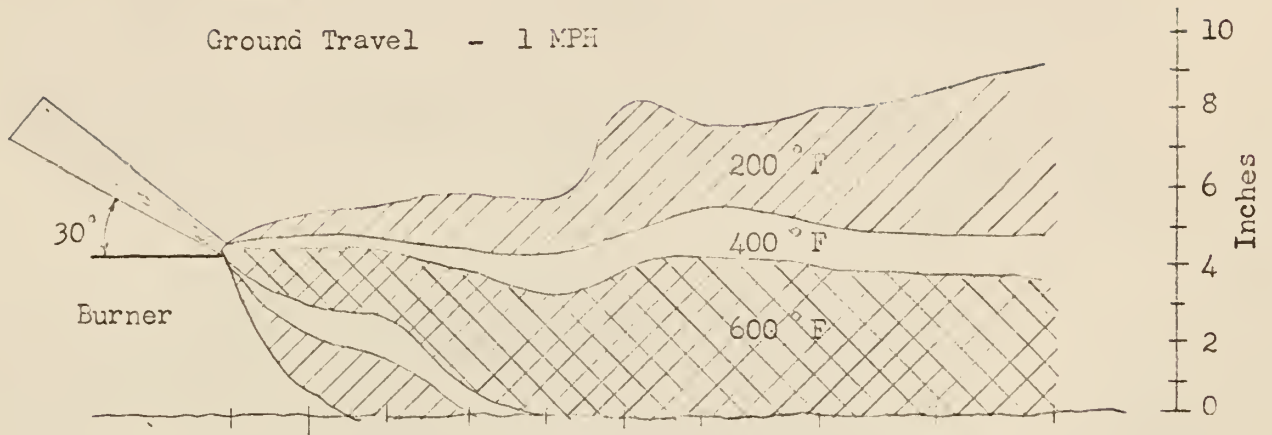 Ground Travel - 1 MPH
10
8
200 °F
6
30°
400 °F
Inches
4
Burner
600 °F
2
0